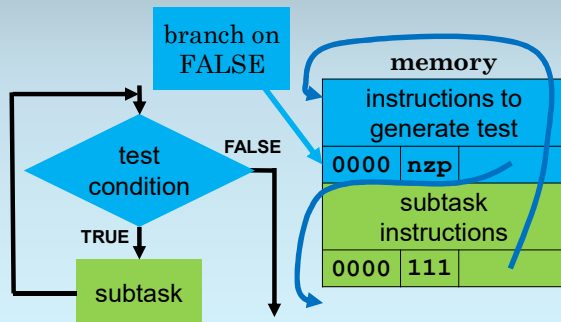 branch on
FALSE
memory
instructions to
generate test
0000 nzp
subtask
instructions
0000 111
test
condition
FALSE
TRUE
subtask